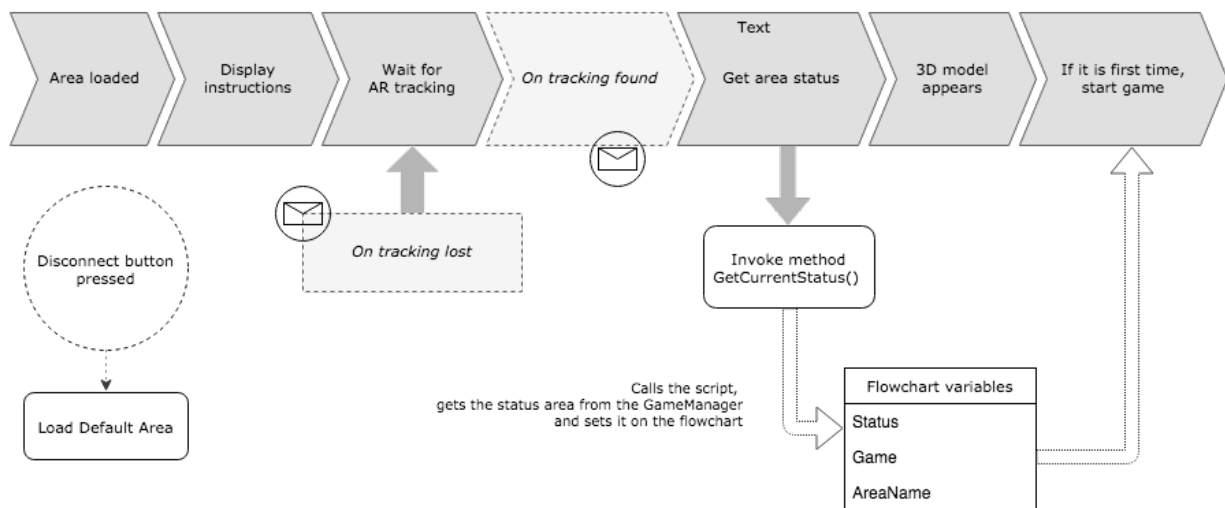 Area loaded
Display
instructions
Wait for
AR tracking
On tracking found
Text
Get area status
3D model
appears
If it is first time,
start game
On tracking lost
Disconnect button
pressed
Load Default Area
Invoke method
GetCurrentStatus()
Calls the script,
gets the status area from the GameManager
and sets it on the flowchart
Flowchart variables
Status
Game
AreaName